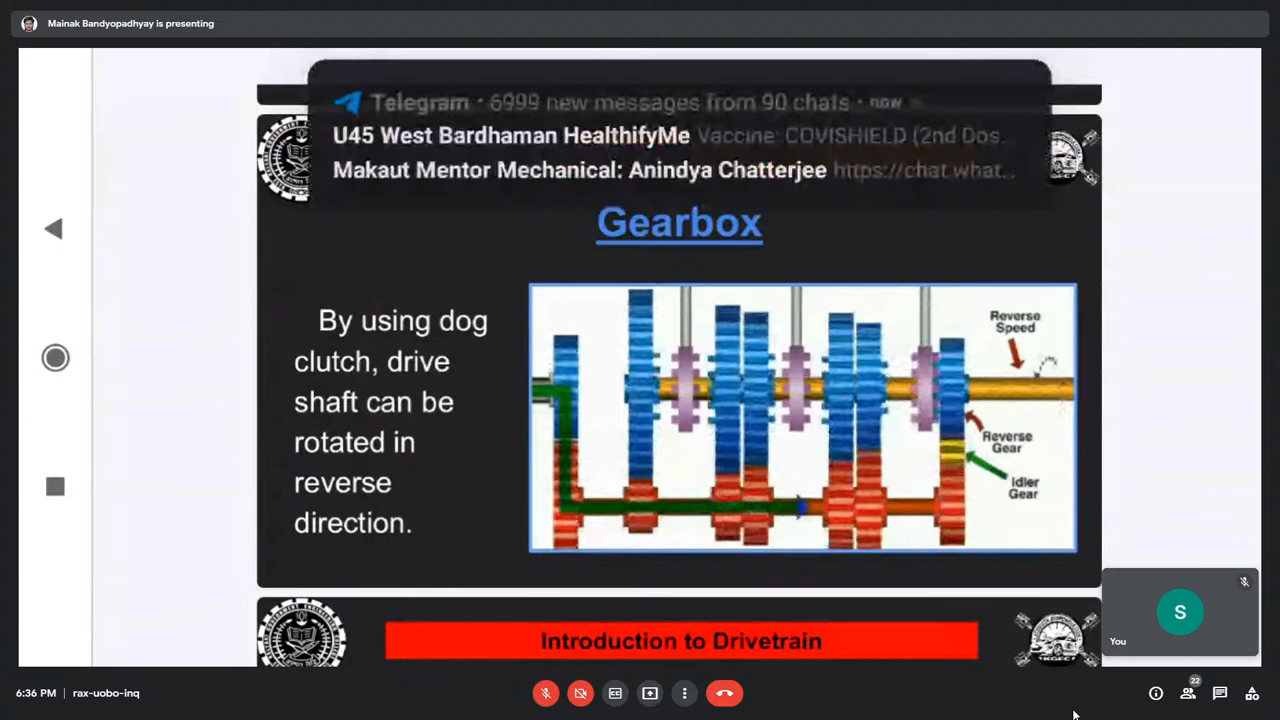 Mainak Bandyopadhyay is presenting
Telegram · 6999 new messages from 90 chats · now
U45 West Bardhaman HealthifyMe Vaccine: COVISHIELD (2nd Dos...
Makaut Mentor Mechanical: Anindya Chatterjee https://chat.what...
Gearbox
By using dog
clutch, drive
shaft can be
rotated in
reverse
direction.
Reverse
Speed
Reverse
Gear
Idler
Gear
S
You
Introduction to Drivetrain
KGEC
6:36 PM | rax-uobo-inq
22